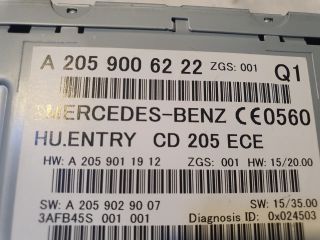 A 205 900 62 22 ZGS: 001 Q1
MERCEDES-BENZ CE0560
HU.ENTRY CD 205 ECE
HW: A 205 901 19 12 ZGS: 001 HW: 15/20.00
SW: A 205 902 90 07 SW: 15/35.00
3AFB45S 001 001 Diagnosis ID: 0x024503